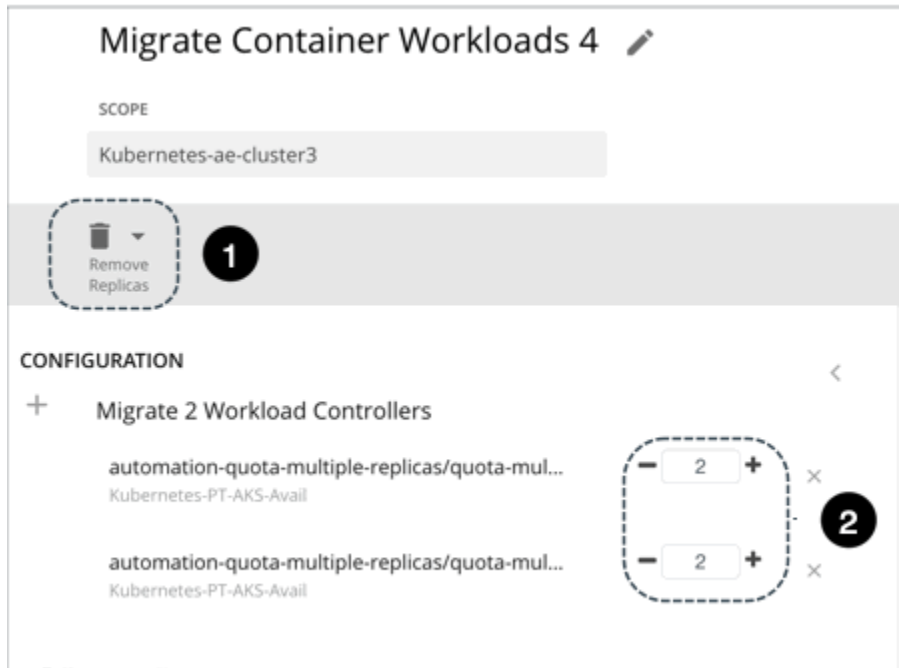 Migrate Container Workloads 4
SCOPE
Kubernetes-ae-cluster3
Remove
Replicas
1
CONFIGURATION
Migrate 2 Workload Controllers
automation-quota-multiple-replicas/quota-mul...
2
Kubernetes-PT-AKS-Avail
2
automation-quota-multiple-replicas/quota-mul...
2
Kubernetes-PT-AKS-Avail